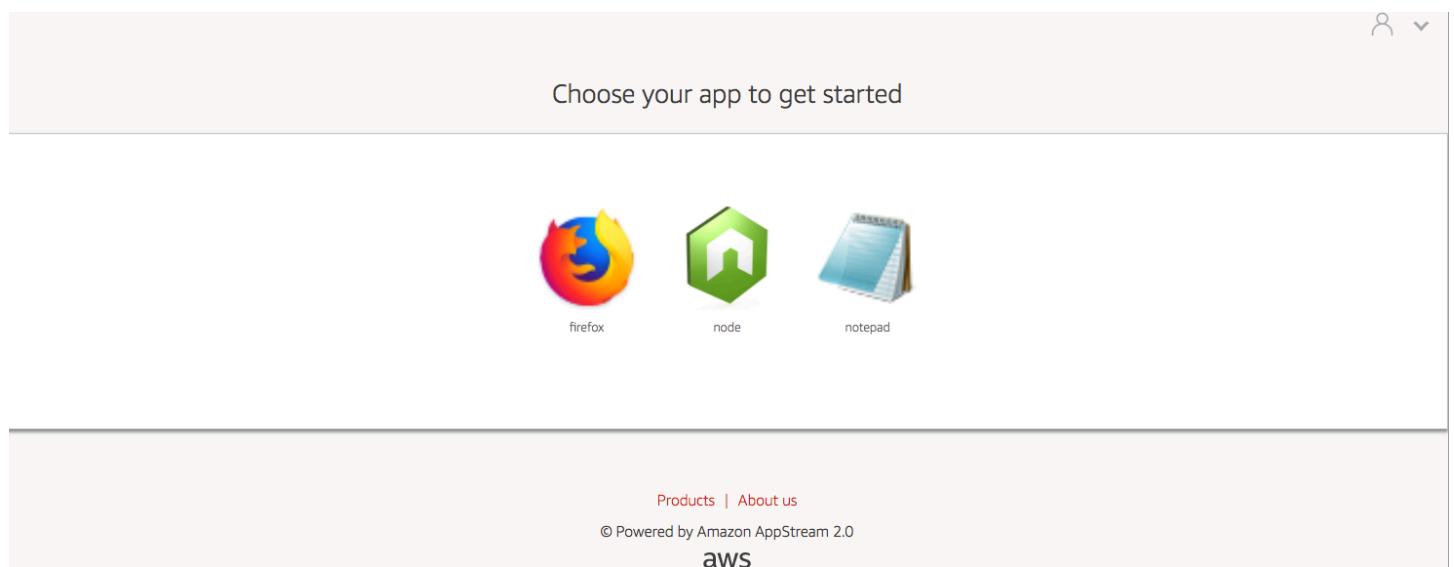 Choose your app to get started
firefox node notepad
Products | About us
© Powered by Amazon AppStream 2.0
aws